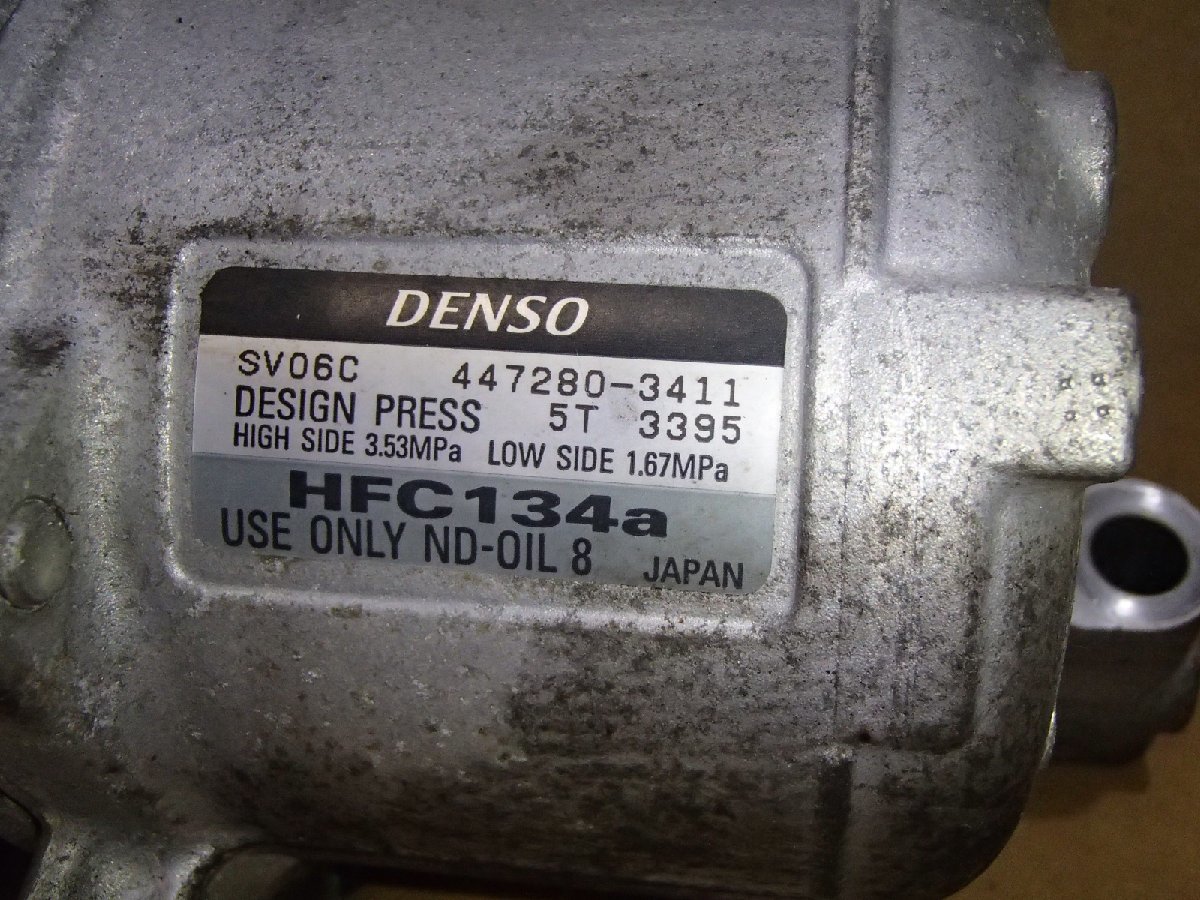 DENSO
SV06C 447280-3411
DESIGN PRESS 5T 3395
HIGH SIDE 3.53MPa LOW SIDE 1.67MPa
HFC134a
USE ONLY ND-OIL 8 JAPAN